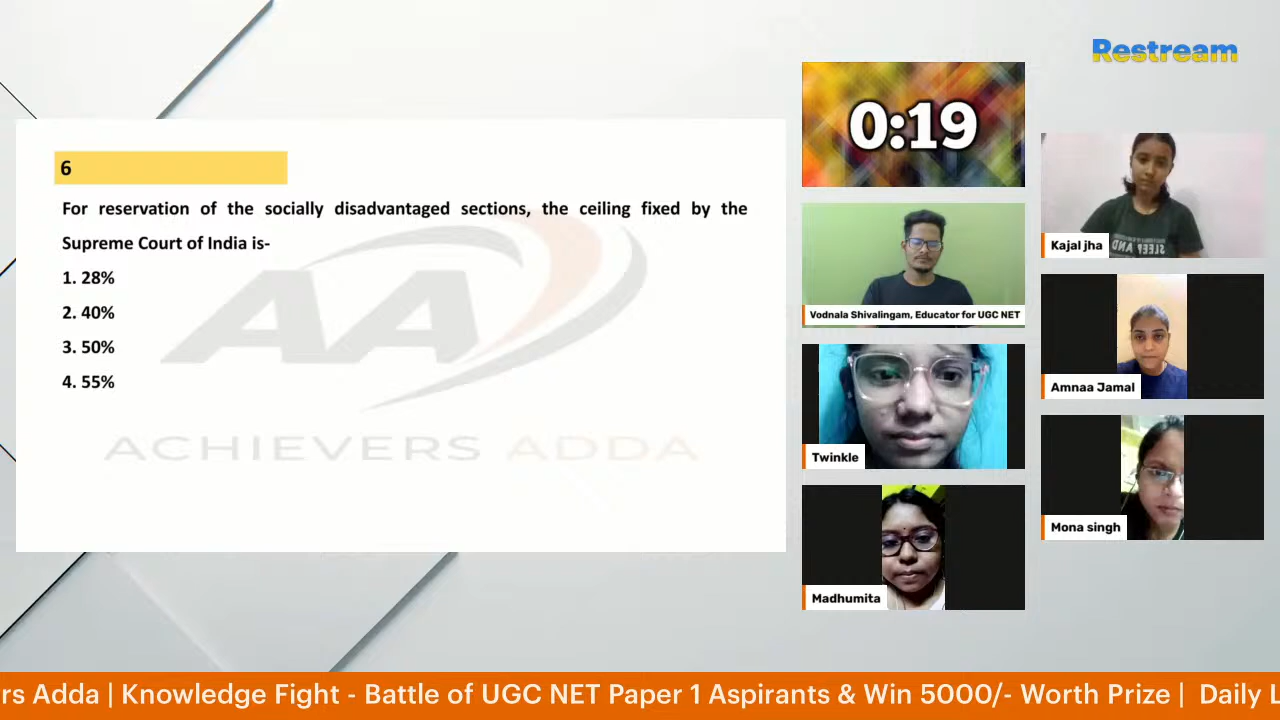 Restream
0:19
6
For reservation of the socially disadvantaged sections, the ceiling fixed by the
Supreme Court of India is-
1. 28%
2. 40%
3. 50%
4. 55%
AA
ACHIEVERS ADDA
Vodnala Shivalingam, Educator for UGC NET
Kajal jha
SLEEP AND
Amnaa Jamal
Twinkle
Mona singh
Madhumita
rs Adda | Knowledge Fight - Battle of UGC NET Paper 1 Aspirants & Win 5000/- Worth Prize | Daily L